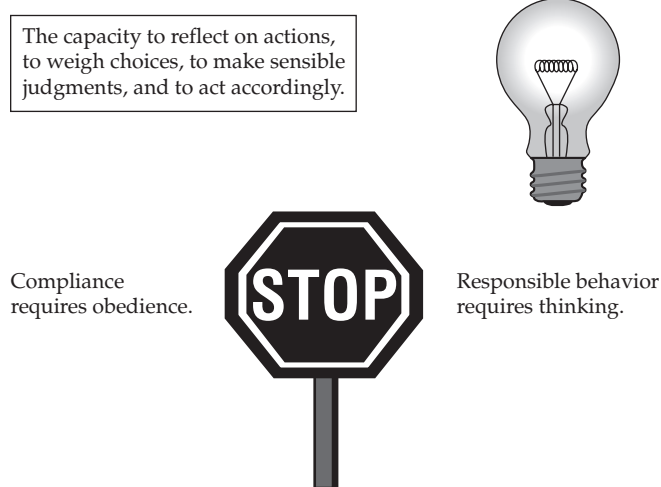 The capacity to reflect on actions,
to weigh choices, to make sensible
judgments, and to act accordingly.
Compliance
requires obedience.
STOP
Responsible behavior
requires thinking.